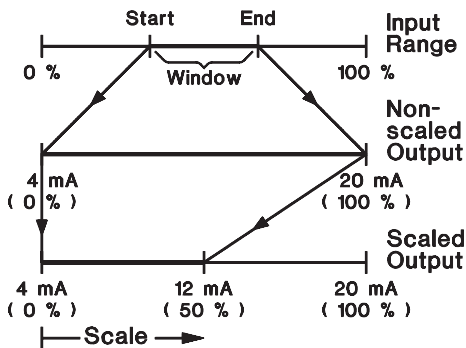 Start End
Input
Range
0 % Window 100 %
Non-
scaled
Output
4 mA 20 mA
( 0 % ) ( 100 % )
Scaled
Output
4 mA 12 mA 20 mA
( 0 % ) ( 50 % ) ( 100 % )
Scale